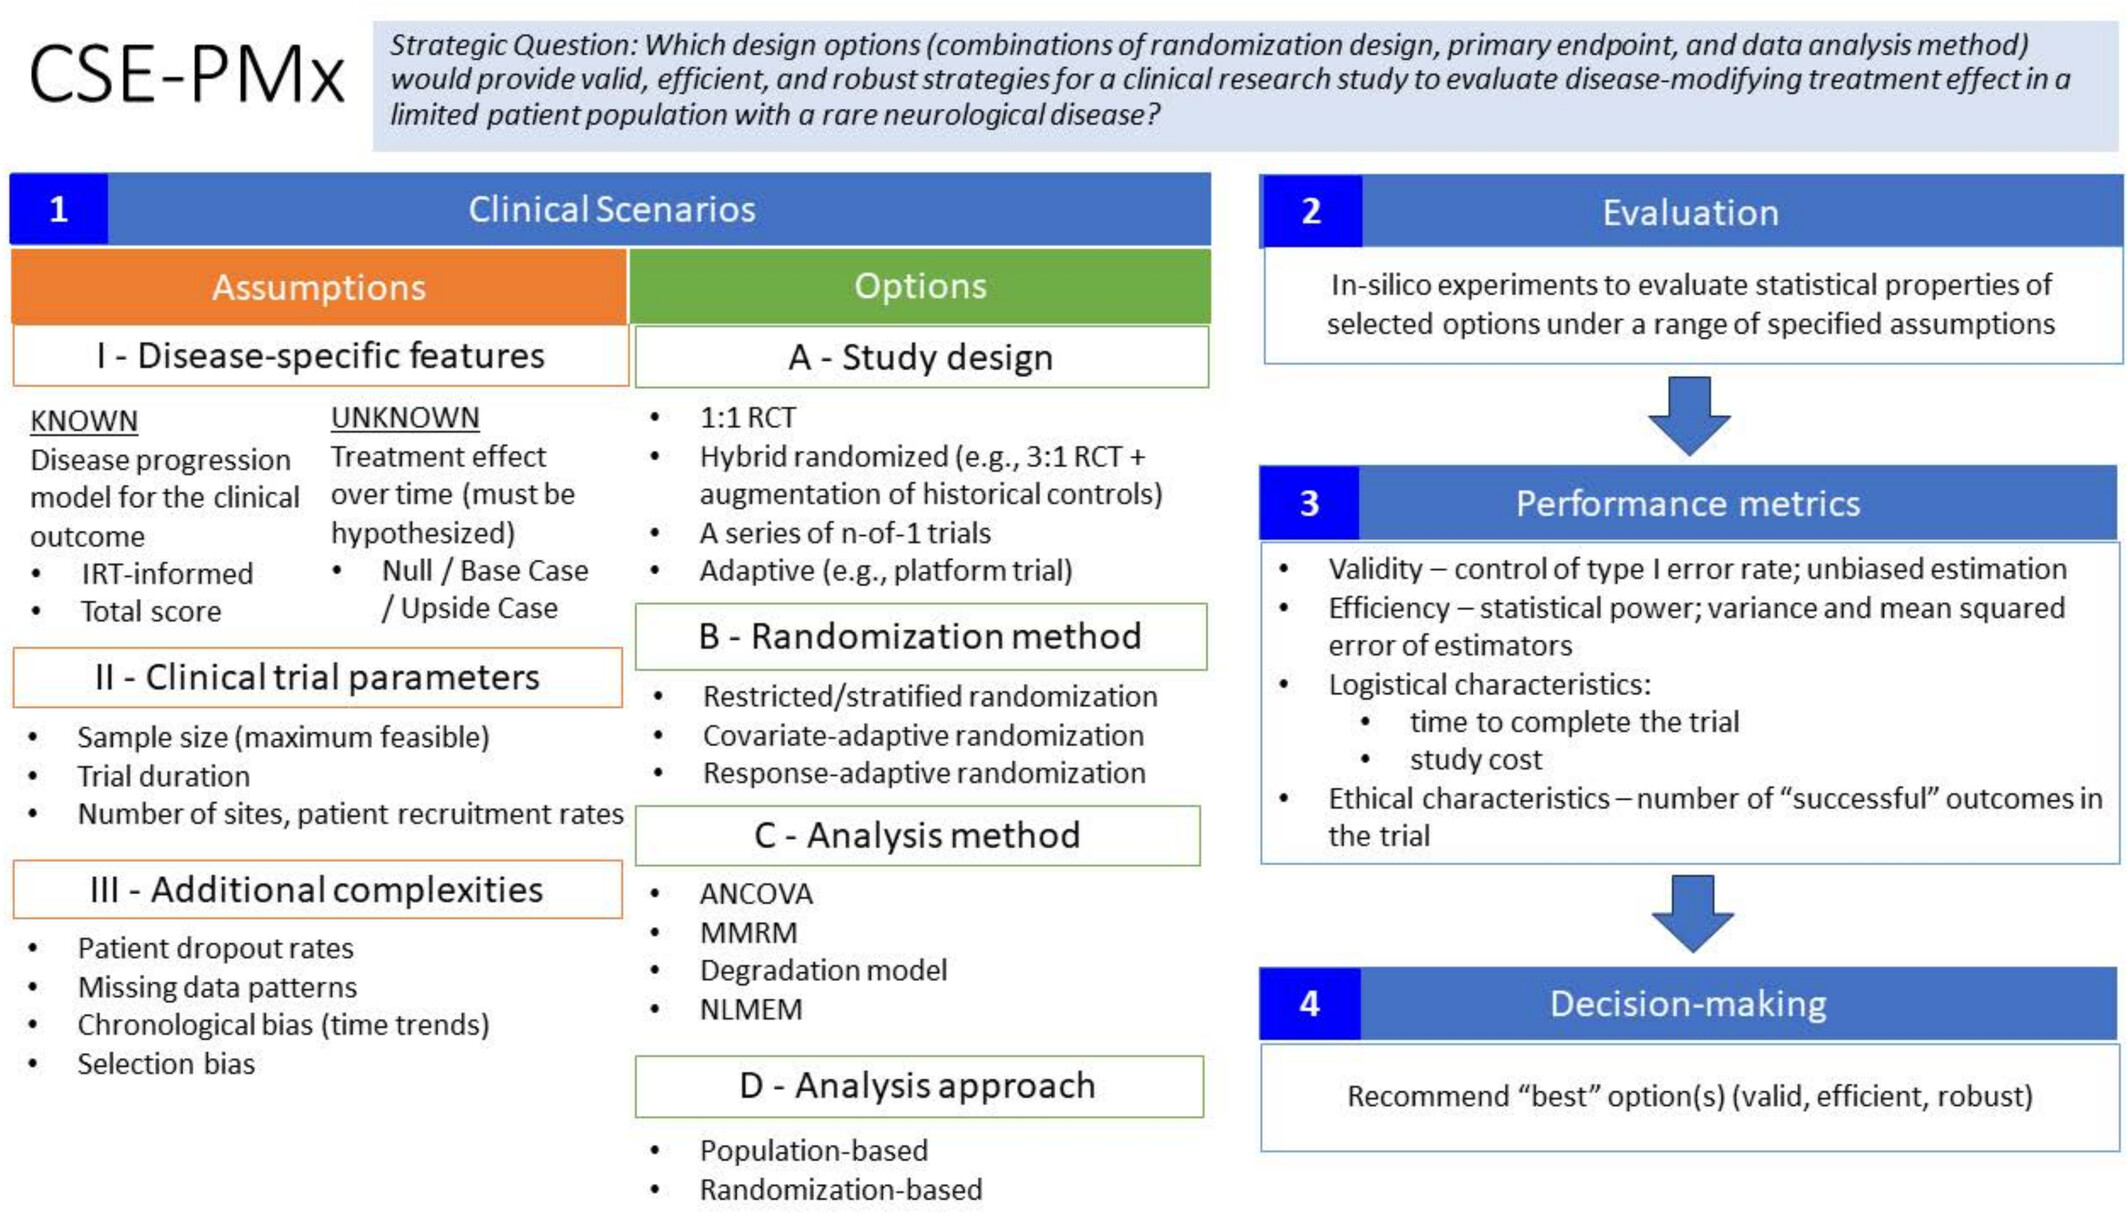 CSE-PMx
Strategic Question: Which design options (combinations of randomization design, primary endpoint, and data analysis method)
would provide valid, efficient, and robust strategies for a clinical research study to evaluate disease-modifying treatment effect in a
limited patient population with a rare neurological disease?
1
Clinical Scenarios
Assumptions
I - Disease-specific features
KNOWN
Disease progression
model for the clinical
outcome
• IRT-informed
• Total score
UNKNOWN
Treatment effect
over time (must be
hypothesized)
• Null / Base Case
/ Upside Case
II - Clinical trial parameters
• Sample size (maximum feasible)
• Trial duration
• Number of sites, patient recruitment rates
III - Additional complexities
• Patient dropout rates
• Missing data patterns
• Chronological bias (time trends)
• Selection bias
Options
A - Study design
• 1:1 RCT
• Hybrid randomized (e.g., 3:1 RCT +
augmentation of historical controls)
• A series of n-of-1 trials
• Adaptive (e.g., platform trial)
B - Randomization method
• Restricted/stratified randomization
• Covariate-adaptive randomization
• Response-adaptive randomization
C - Analysis method
• ANCOVA
• MMRM
• Degradation model
• NLMEM
D - Analysis approach
• Population-based
• Randomization-based
2
Evaluation
In-silico experiments to evaluate statistical properties of
selected options under a range of specified assumptions
3
Performance metrics
• Validity – control of type I error rate; unbiased estimation
• Efficiency – statistical power; variance and mean squared
error of estimators
• Logistical characteristics:
• time to complete the trial
• study cost
• Ethical characteristics – number of “successful” outcomes in
the trial
4
Decision-making
Recommend “best” option(s) (valid, efficient, robust)